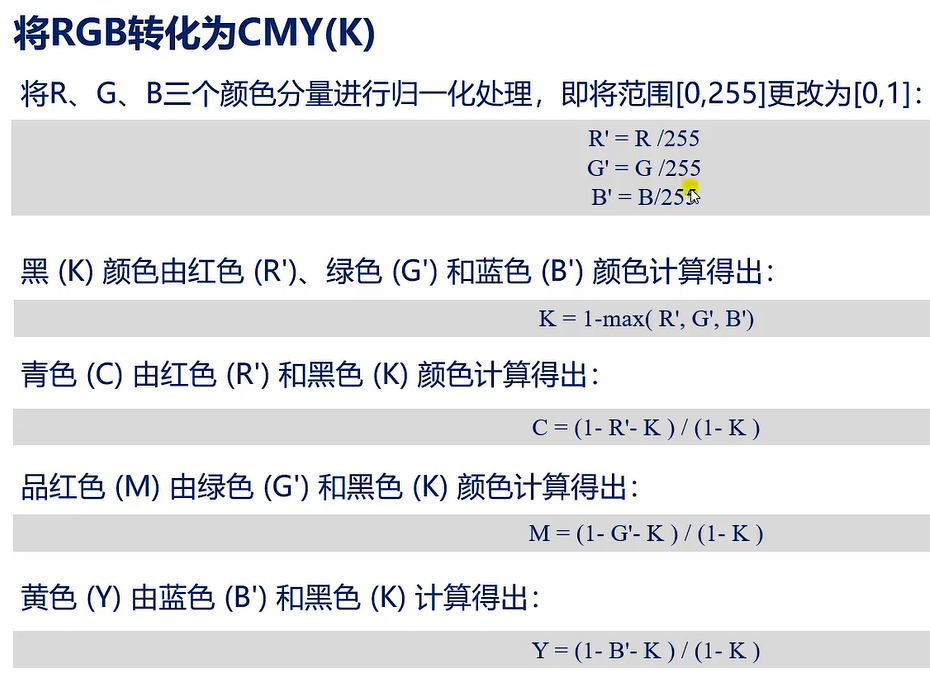 将RGB转化为CMY(K)
将R、G、B三个颜色分量进行归一化处理，即将范围[0,255]更改为[0,1]：
R' = R /255
G' = G /255
B' = B/255
黑 (K) 颜色由红色 (R')、绿色 (G') 和蓝色 (B') 颜色计算得出：
K = 1-max( R', G', B')
青色 (C) 由红色 (R') 和黑色 (K) 颜色计算得出：
C = (1- R'- K ) / (1- K )
品红色 (M) 由绿色 (G') 和黑色 (K) 颜色计算得出：
M = (1- G'- K ) / (1- K )
黄色 (Y) 由蓝色 (B') 和黑色 (K) 计算得出：
Y = (1- B'- K ) / (1- K )